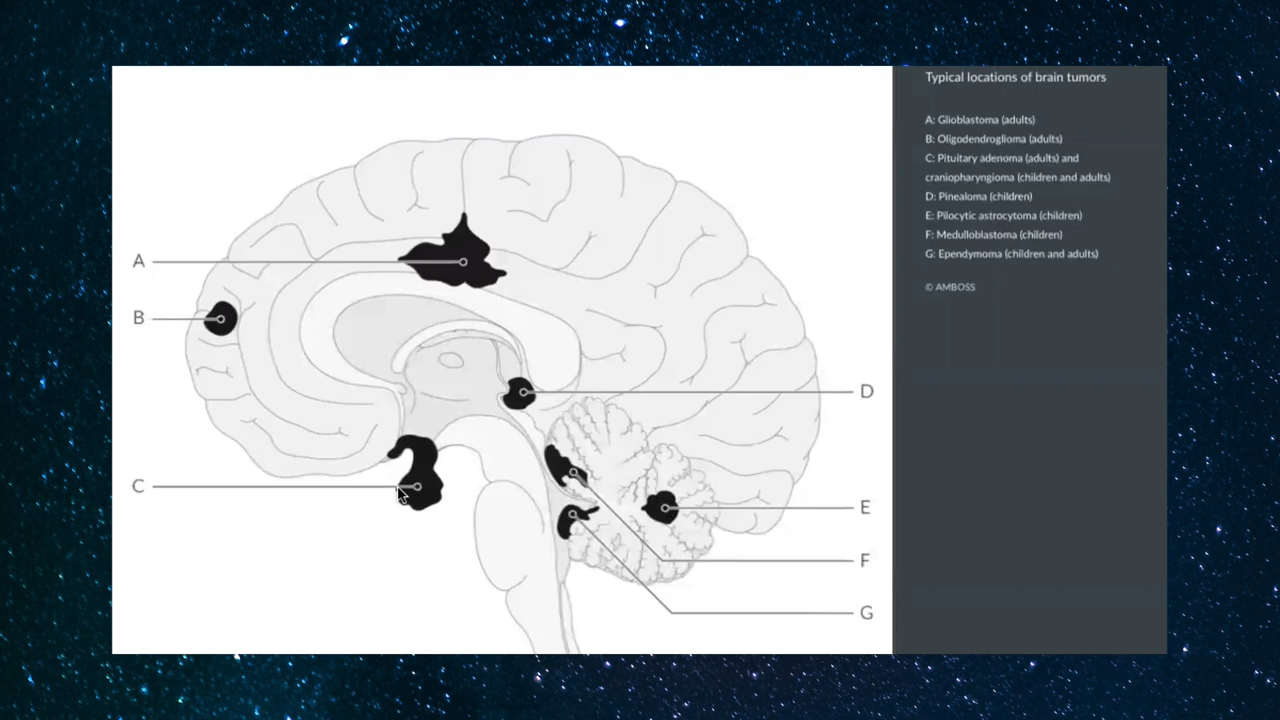 Typical locations of brain tumors
A: Glioblastoma (adults)
B: Oligodendroglioma (adults)
C: Pituitary adenoma (adults) and
craniopharyngioma (children and adults)
D: Pinealoma (children)
E: Pilocytic astrocytoma (children)
F: Medulloblastoma (children)
G: Ependymoma (children and adults)
© AMBOSS
A
B
C
D
E
F
G